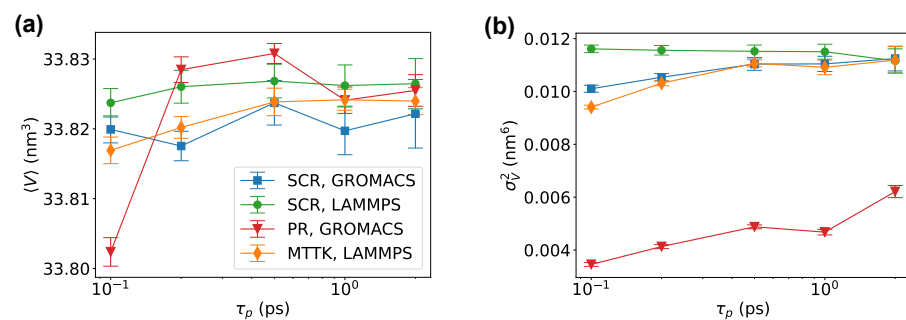 (a)
33.83
33.82
33.81
33.80
⟨V⟩ (nm³)
SCR, GROMACS
SCR, LAMMPS
PR, GROMACS
MTTK, LAMMPS
10⁻¹ 10⁰
τₚ (ps)
(b)
0.012
0.010
0.008
0.006
0.004
σ²_V (nm⁶)
10⁻¹ 10⁰
τₚ (ps)